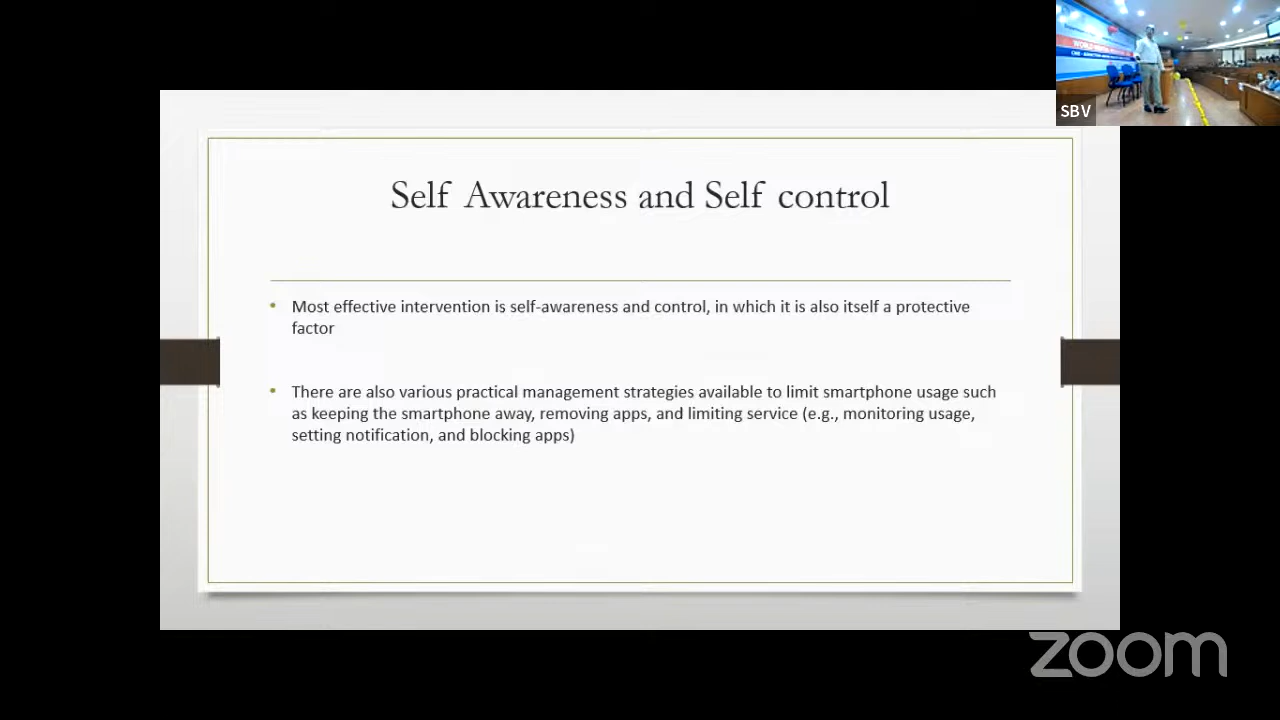 Self Awareness and Self control
• Most effective intervention is self-awareness and control, in which it is also itself a protective
factor
• There are also various practical management strategies available to limit smartphone usage such
as keeping the smartphone away, removing apps, and limiting service (e.g., monitoring usage,
setting notification, and blocking apps)
SBV
zoom